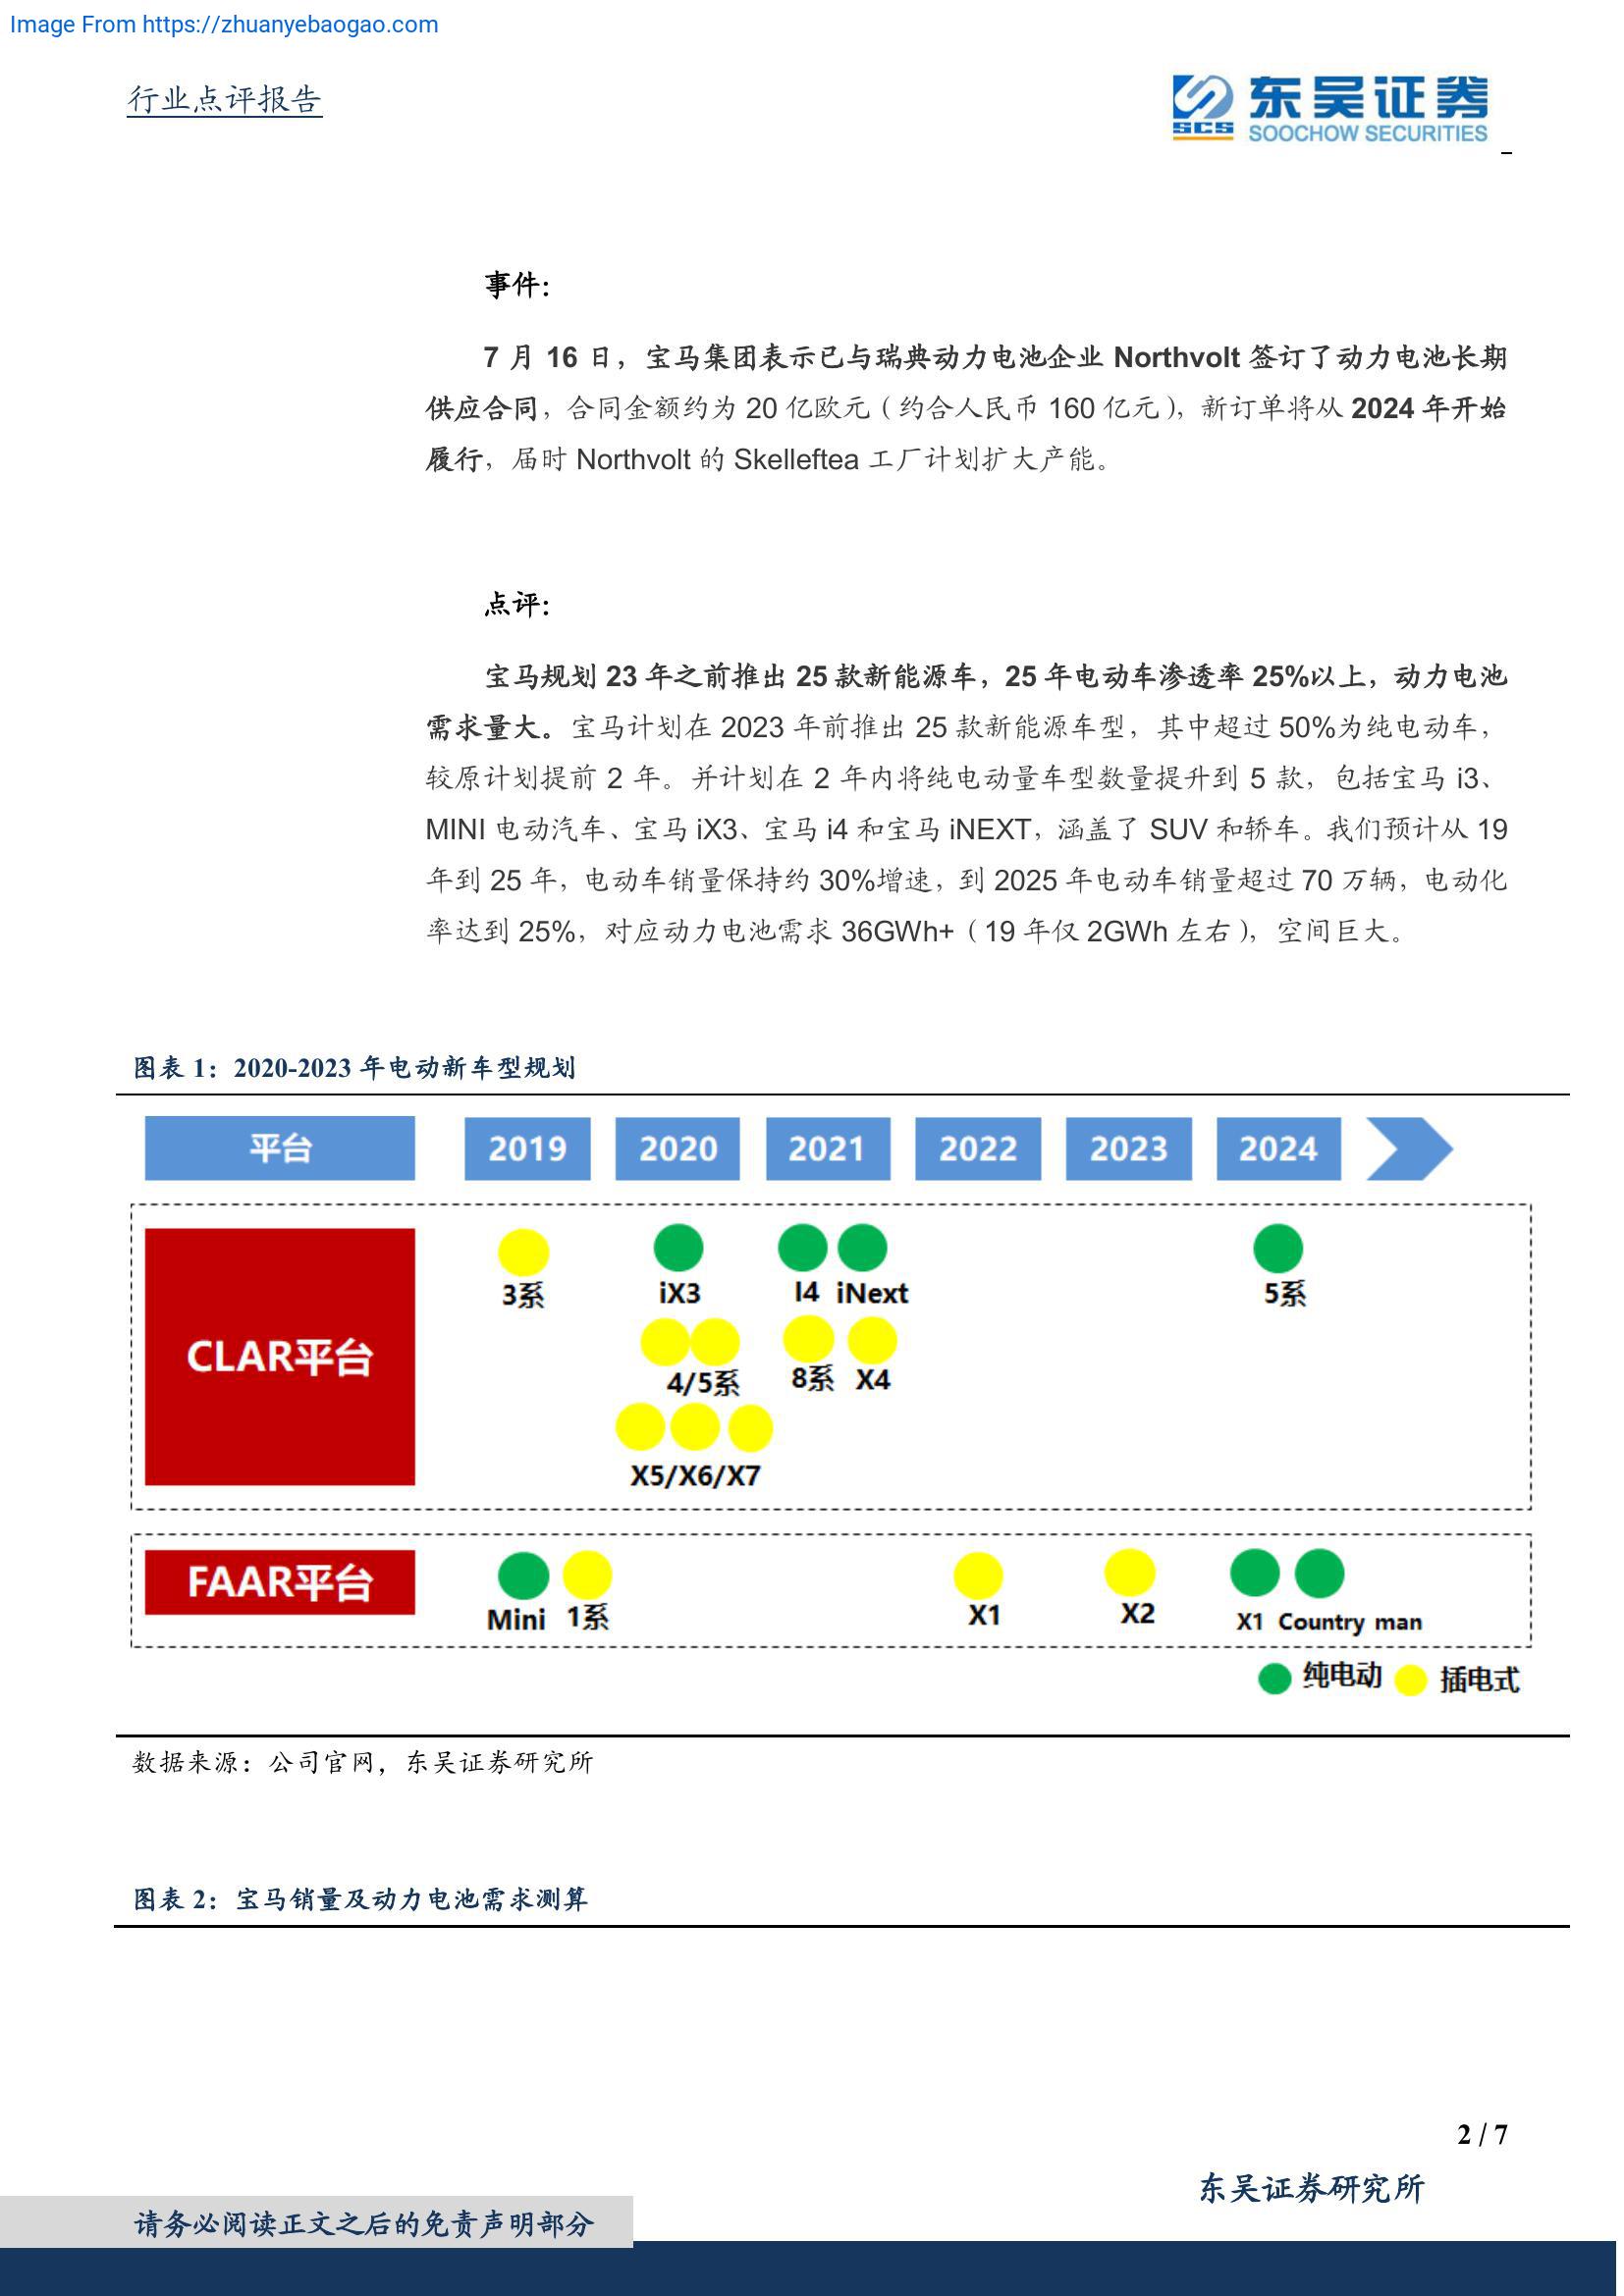 Image From https://zhuanyebaogao.com
行业点评报告
SCS
东吴证券
SOOCHOW SECURITIES
事件：
7 月 16 日，宝马集团表示已与瑞典动力电池企业 Northvolt 签订了动力电池长期
供应合同，合同金额约为 20 亿欧元（约合人民币 160 亿元），新订单将从 2024 年开始
履行，届时 Northvolt 的 Skelleftea 工厂计划扩大产能。
点评：
宝马规划 23 年之前推出 25 款新能源车，25 年电动车渗透率 25%以上，动力电池
需求量大。宝马计划在 2023 年前推出 25 款新能源车型，其中超过 50%为纯电动车，
较原计划提前 2 年。并计划在 2 年内将纯电动量车型数量提升到 5 款，包括宝马 i3、
MINI 电动汽车、宝马 iX3、宝马 i4 和宝马 iNEXT，涵盖了 SUV 和轿车。我们预计从 19
年到 25 年，电动车销量保持约 30%增速，到 2025 年电动车销量超过 70 万辆，电动化
率达到 25%，对应动力电池需求 36GWh+（19 年仅 2GWh 左右），空间巨大。
图表 1：2020-2023 年电动新车型规划
平台 2019 2020 2021 2022 2023 2024
CLAR平台
3系 iX3 I4 iNext 5系
4/5系 8系 X4
X5/X6/X7
FAAR平台
Mini 1系 X1 X2 X1 Country man
纯电动 插电式
数据来源：公司官网，东吴证券研究所
图表 2：宝马销量及动力电池需求测算
2 / 7
东吴证券研究所
请务必阅读正文之后的免责声明部分